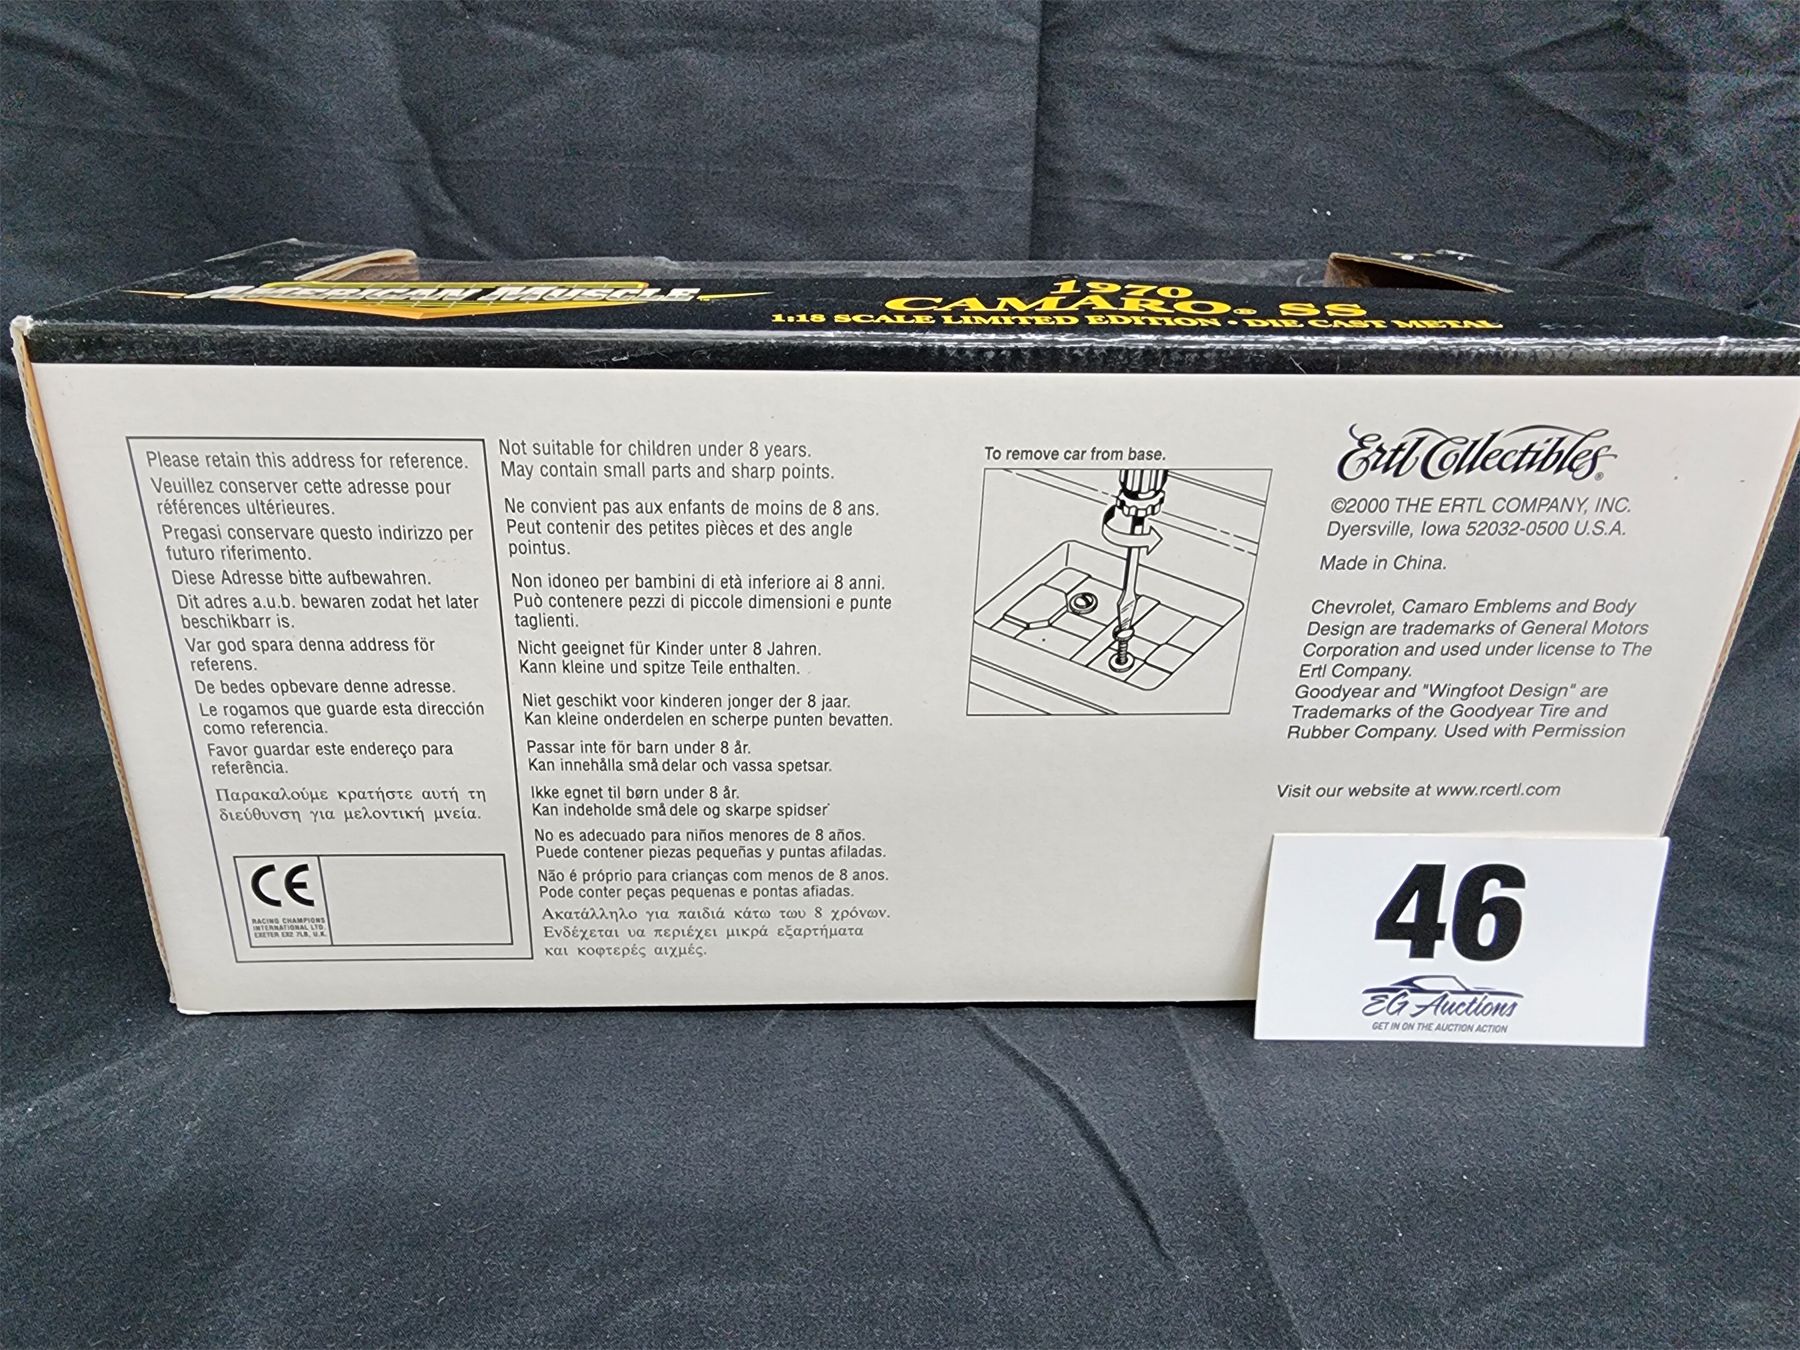 AMERICAN MUSCLE
1970
CAMARO® SS
1:18 SCALE LIMITED EDITION • DIE CAST METAL
Please retain this address for reference.
Veuillez conserver cette adresse pour
références ultérieures.
Pregasi conservare questo indirizzo per
futuro riferimento.
Diese Adresse bitte aufbewahren.
Dit adres a.u.b. bewaren zodat het later
beschikbarr is.
Var god spara denna address för
referens.
De bedes opbevare denne adresse.
Le rogamos que guarde esta dirección
como referencia.
Favor guardar este endereço para
referência.
Παρακαλούμε κρατήστε αυτή τη
διεύθυνση για μελοντική μνεία.
CE
RACING CHAMPIONS
INTERNATIONAL LTD.
EXETER EX2 7LB, U.K.
Not suitable for children under 8 years.
May contain small parts and sharp points.
Ne convient pas aux enfants de moins de 8 ans.
Peut contenir des petites pièces et des angle
pointus.
Non idoneo per bambini di età inferiore ai 8 anni.
Può contenere pezzi di piccole dimensioni e punte
taglienti.
Nicht geeignet für Kinder unter 8 Jahren.
Kann kleine und spitze Teile enthalten.
Niet geschikt voor kinderen jonger der 8 jaar.
Kan kleine onderdelen en scherpe punten bevatten.
Passar inte för barn under 8 år.
Kan innehålla små delar och vassa spetsar.
Ikke egnet til børn under 8 år.
Kan indeholde små dele og skarpe spidser
No es adecuado para niños menores de 8 años.
Puede contener piezas pequeñas y puntas afiladas.
Não é próprio para crianças com menos de 8 anos.
Pode conter peças pequenas e pontas afiadas.
Ακατάλληλο για παιδιά κάτω του 8 χρόνων.
Ενδέχεται υα περιέχει μικρά εξαρτήματα
και κοφτερές αιχμές.
To remove car from base.
Ertl Collectibles®
©2000 THE ERTL COMPANY, INC.
Dyersville, Iowa 52032-0500 U.S.A.
Made in China.
Chevrolet, Camaro Emblems and Body
Design are trademarks of General Motors
Corporation and used under license to The
Ertl Company.
Goodyear and "Wingfoot Design" are
Trademarks of the Goodyear Tire and
Rubber Company. Used with Permission
Visit our website at www.rcertl.com
46
EG Auctions
GET IN ON THE AUCTION ACTION